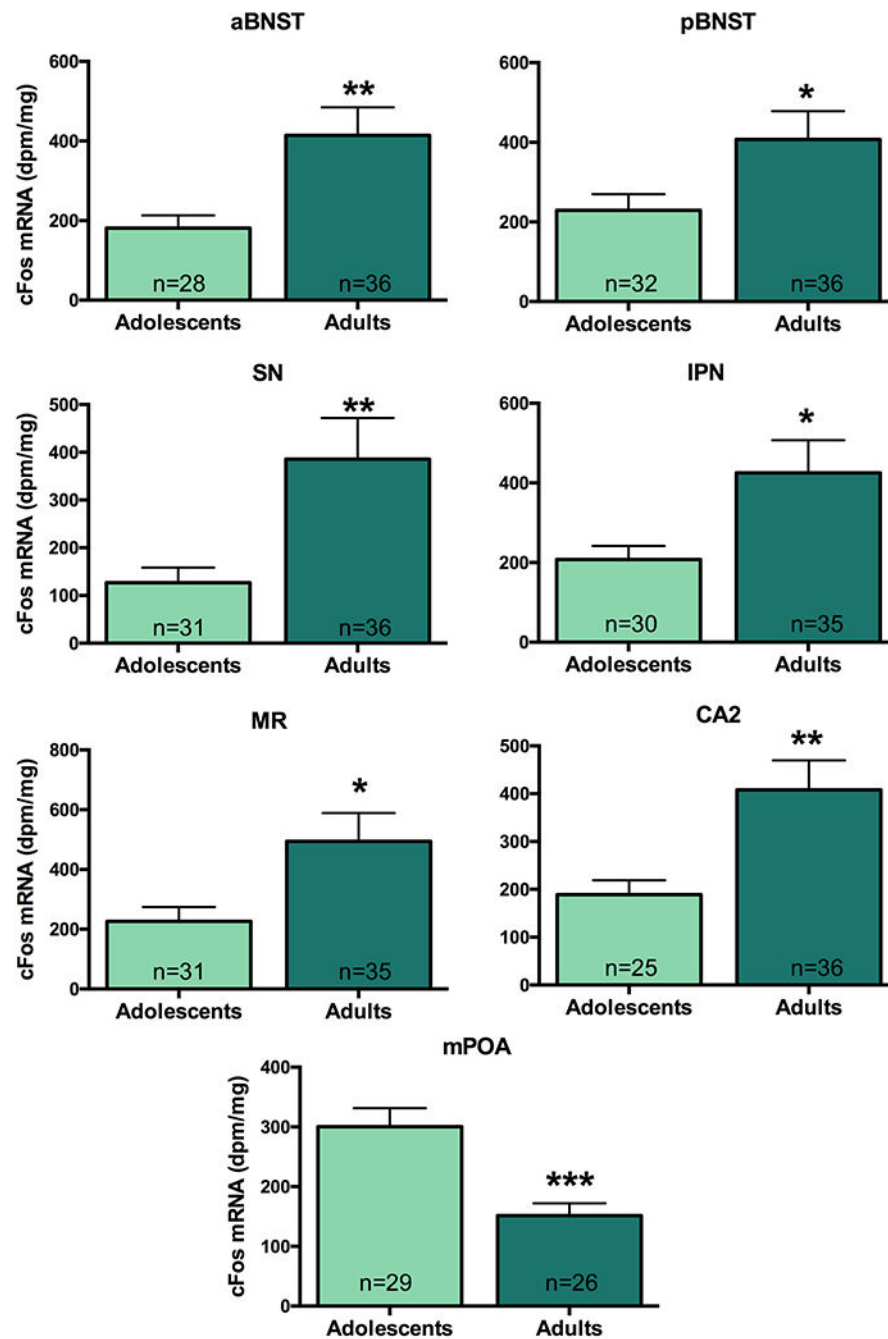 aBNST
cFos mRNA (dpm/mg)
600
**
400
200
0
n=28
n=36
Adolescents
Adults
pBNST
600
*
400
200
0
n=32
n=36
Adolescents
Adults
SN
cFos mRNA (dpm/mg)
500
**
400
300
200
100
0
n=31
n=36
Adolescents
Adults
IPN
600
*
400
200
0
n=30
n=35
Adolescents
Adults
MR
cFos mRNA (dpm/mg)
800
600
*
400
200
0
n=31
n=35
Adolescents
Adults
CA2
500
**
400
300
200
100
0
n=25
n=36
Adolescents
Adults
mPOA
cFos mRNA (dpm/mg)
400
300
200
***
100
0
n=29
n=26
Adolescents
Adults